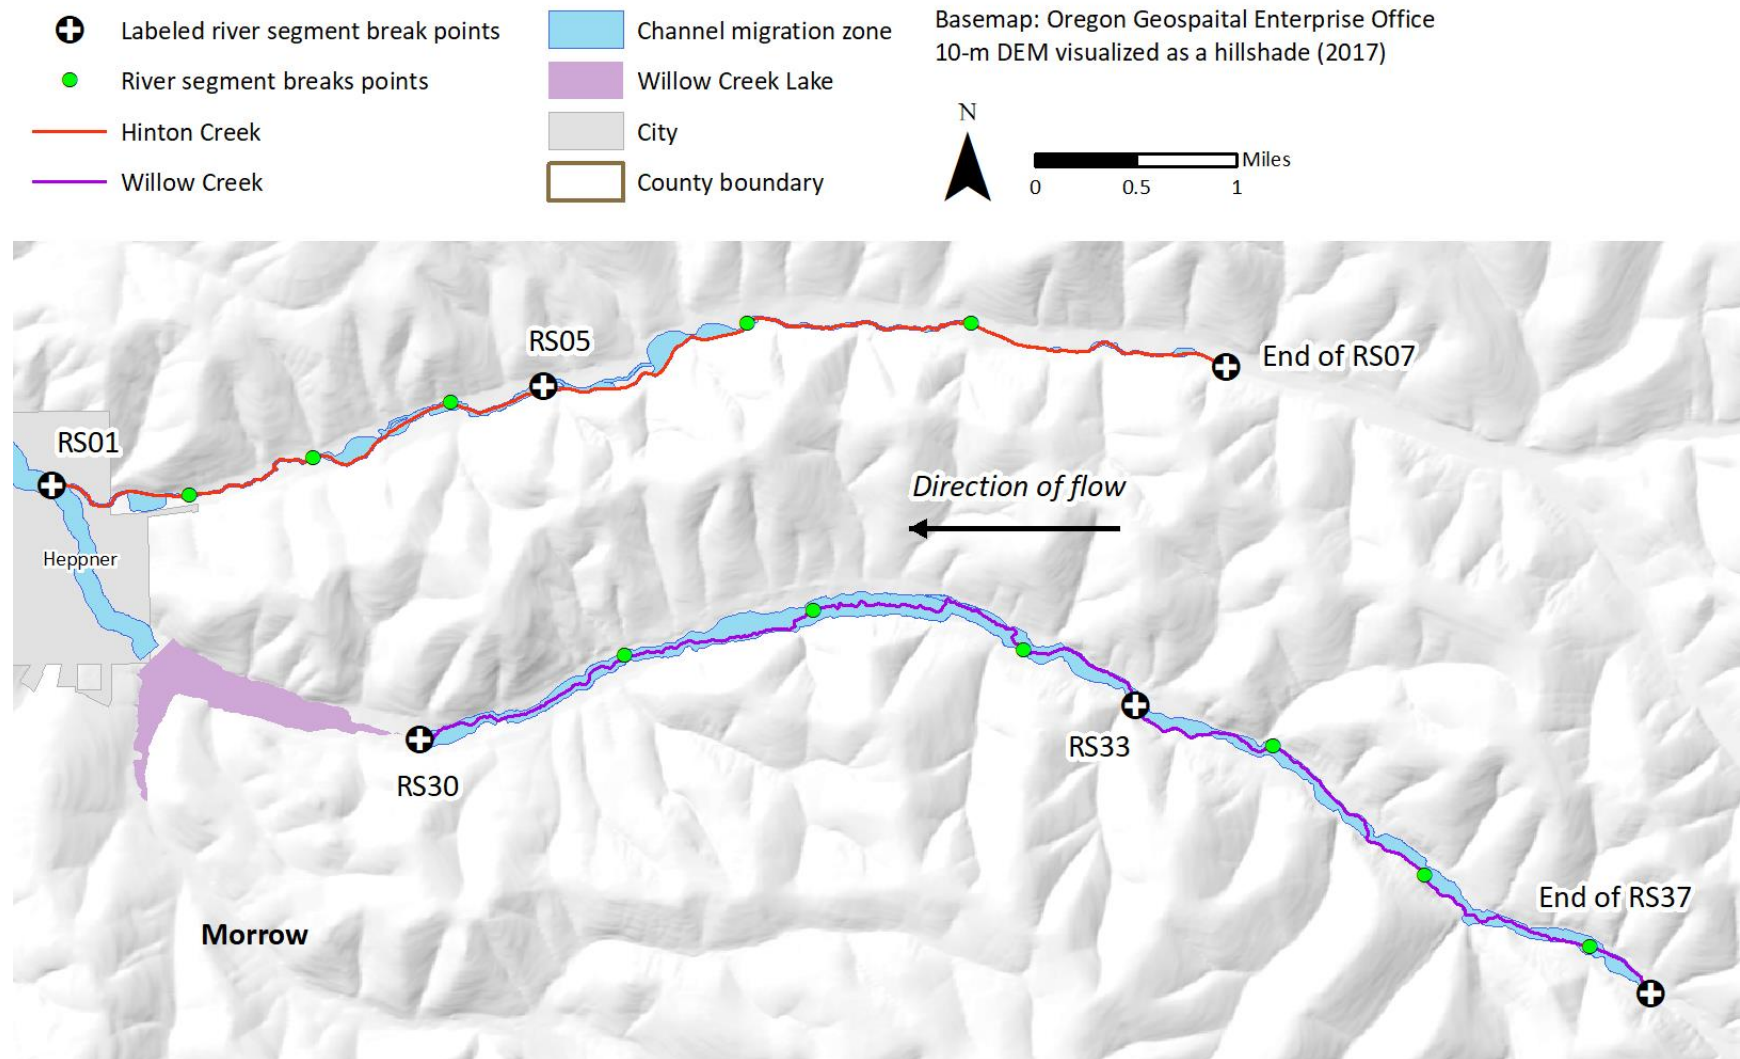 Labeled river segment break points
River segment breaks points
Hinton Creek
Willow Creek
Channel migration zone
Willow Creek Lake
City
County boundary
Basemap: Oregon Geospaital Enterprise Office
10-m DEM visualized as a hillshade (2017)
N
Miles
0 0.5 1
RS05
End of RS07
RS01
Direction of flow
Heppner
RS33
RS30
End of RS37
Morrow